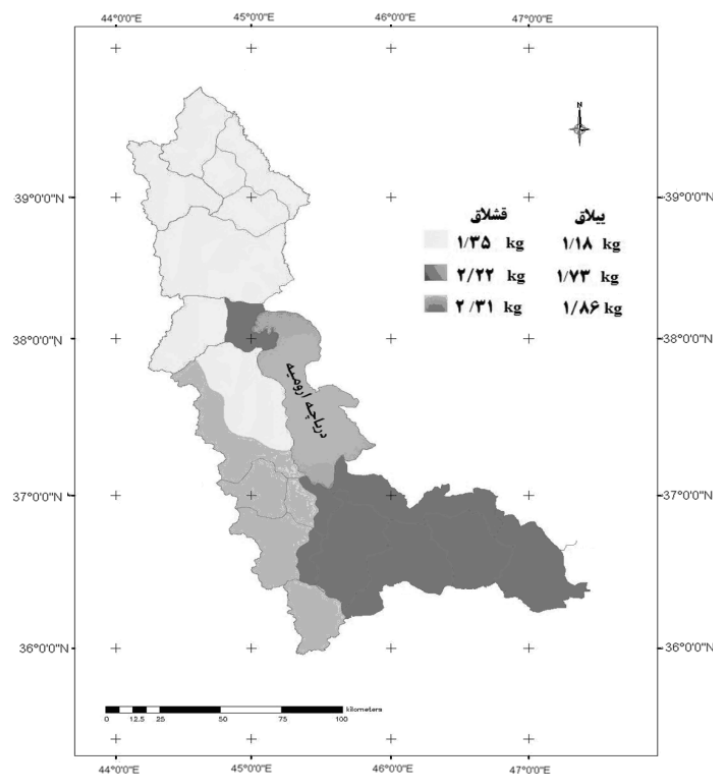 44°0'0"E 45°0'0"E 46°0'0"E 47°0'0"E
N
39°0'0"N 39°0'0"N
قشلاق ییلاق
۱/۳۵ kg ۱/۱۸ kg
۲/۲۲ kg ۱/۷۳ kg
۲/۳۱ kg ۱/۸۶ kg
38°0'0"N 38°0'0"N
دریاچه ارومیه
37°0'0"N 37°0'0"N
36°0'0"N 36°0'0"N
kilometers
0 12.5 25 50 75 100
44°0'0"E 45°0'0"E 46°0'0"E 47°0'0"E